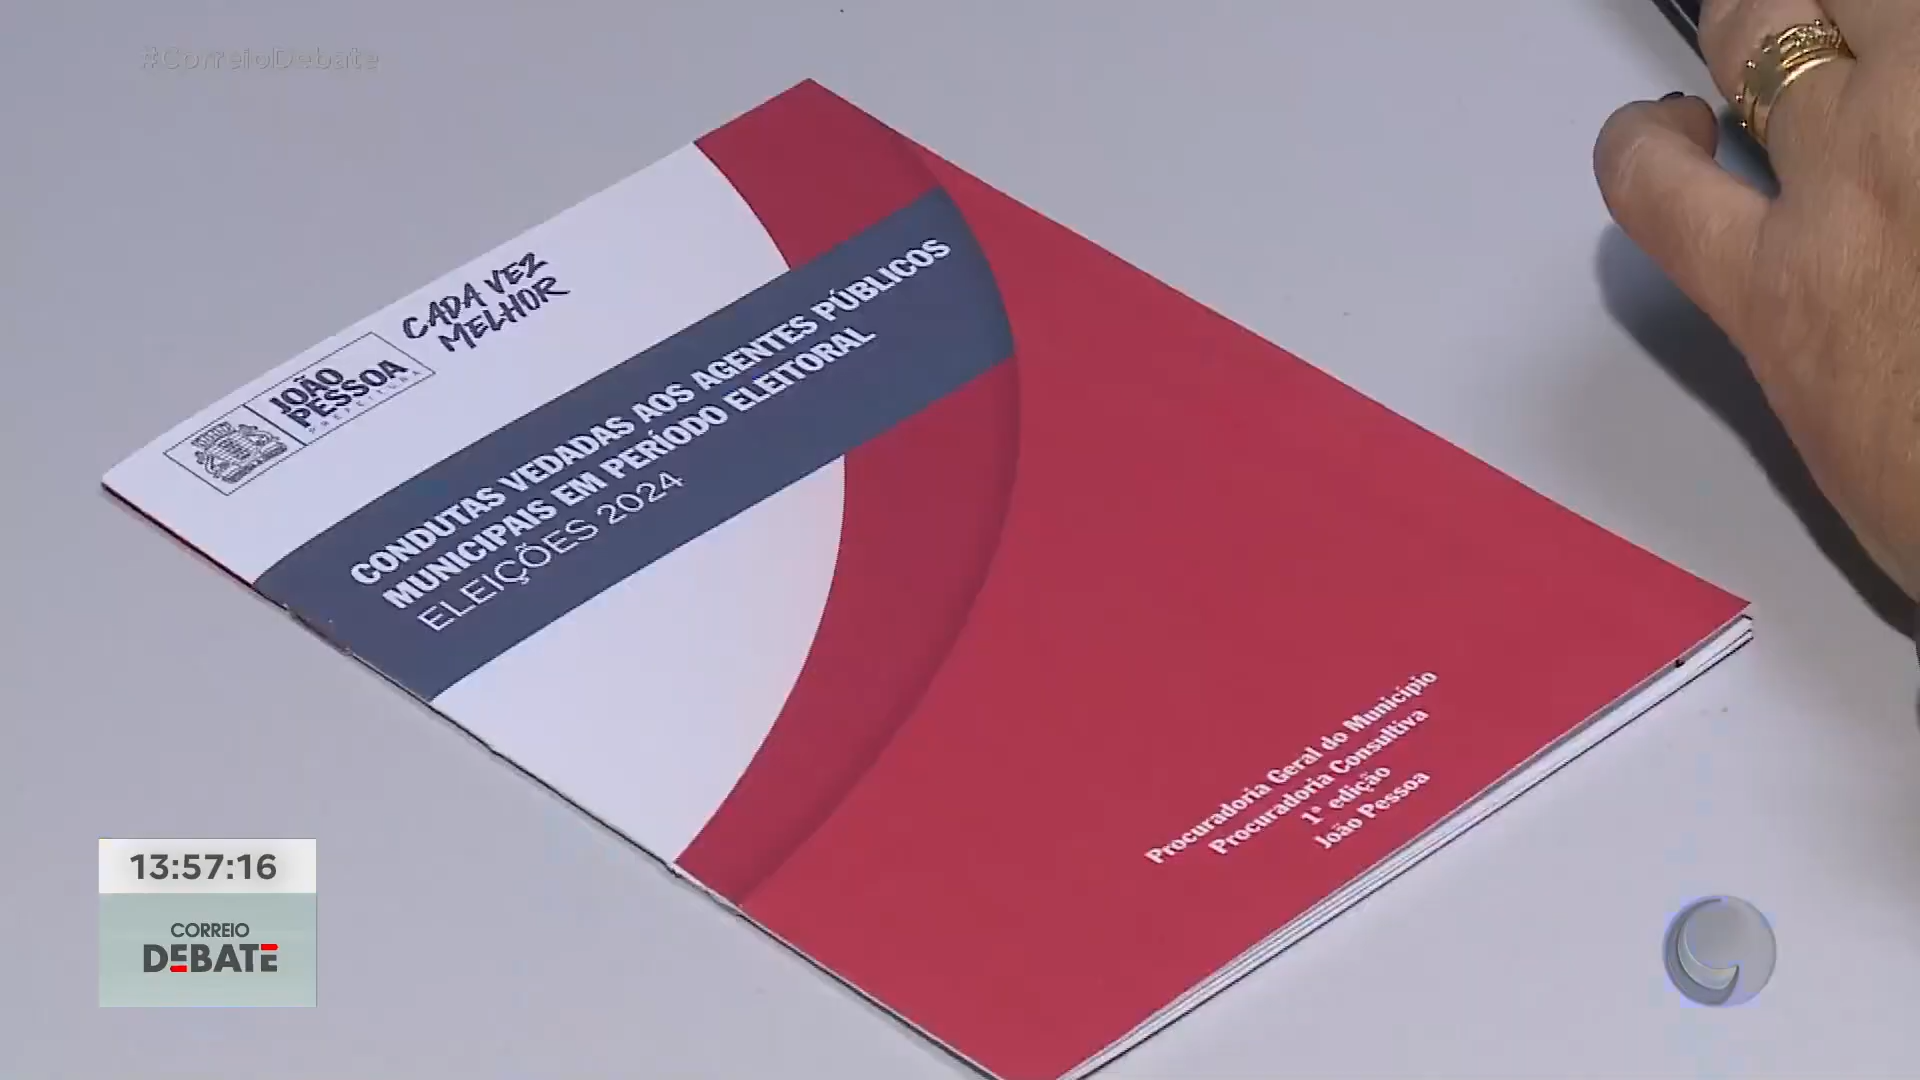 #CorreioDebate
CADA VEZ
MELHOR
JOÃO
PESSOA
PREFEITURA
CONDUTAS VEDADAS AOS AGENTES PÚBLICOS
MUNICIPAIS EM PERÍODO ELEITORAL
ELEIÇÕES 2024
Procuradoria Geral do Município
Procuradoria Consultiva
1ª edição
João Pessoa
13:57:16
CORREIO
DEBATE